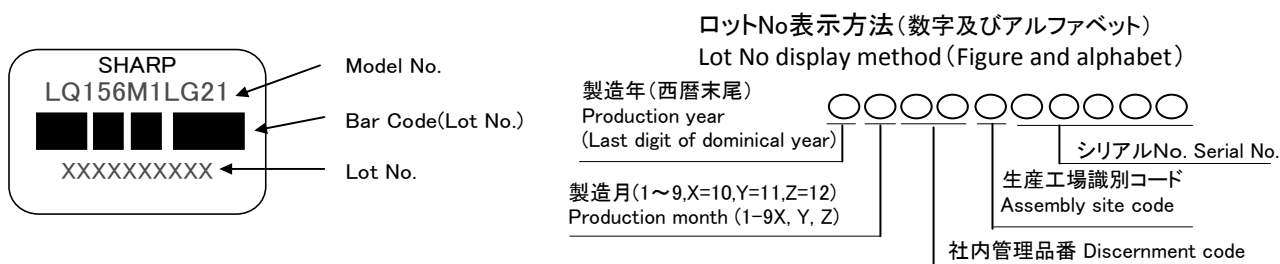 SHARP
LQ156M1LG21
XXXXXXXXXX
Model No.
Bar Code(Lot No.)
Lot No.
ロットNo表示方法(数字及びアルファベット)
Lot No display method(Figure and alphabet)
製造年(西暦末尾)
Production year
(Last digit of dominical year)
○○○○○○○○○○
シリアルNo. Serial No.
製造月(1~9,X=10,Y=11,Z=12)
Production month (1-9X, Y, Z)
生産工場識別コード
Assembly site code
社内管理品番 Discernment code